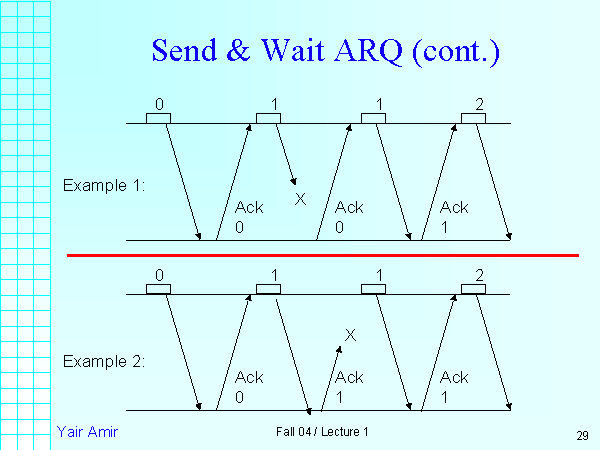 Send & Wait ARQ (cont.)
0 1 1 2
Example 1:
X
Ack Ack Ack
0 0 1
0 1 1 2
X
Example 2:
Ack Ack Ack
0 1 1
Yair Amir Fall 04 / Lecture 1 29